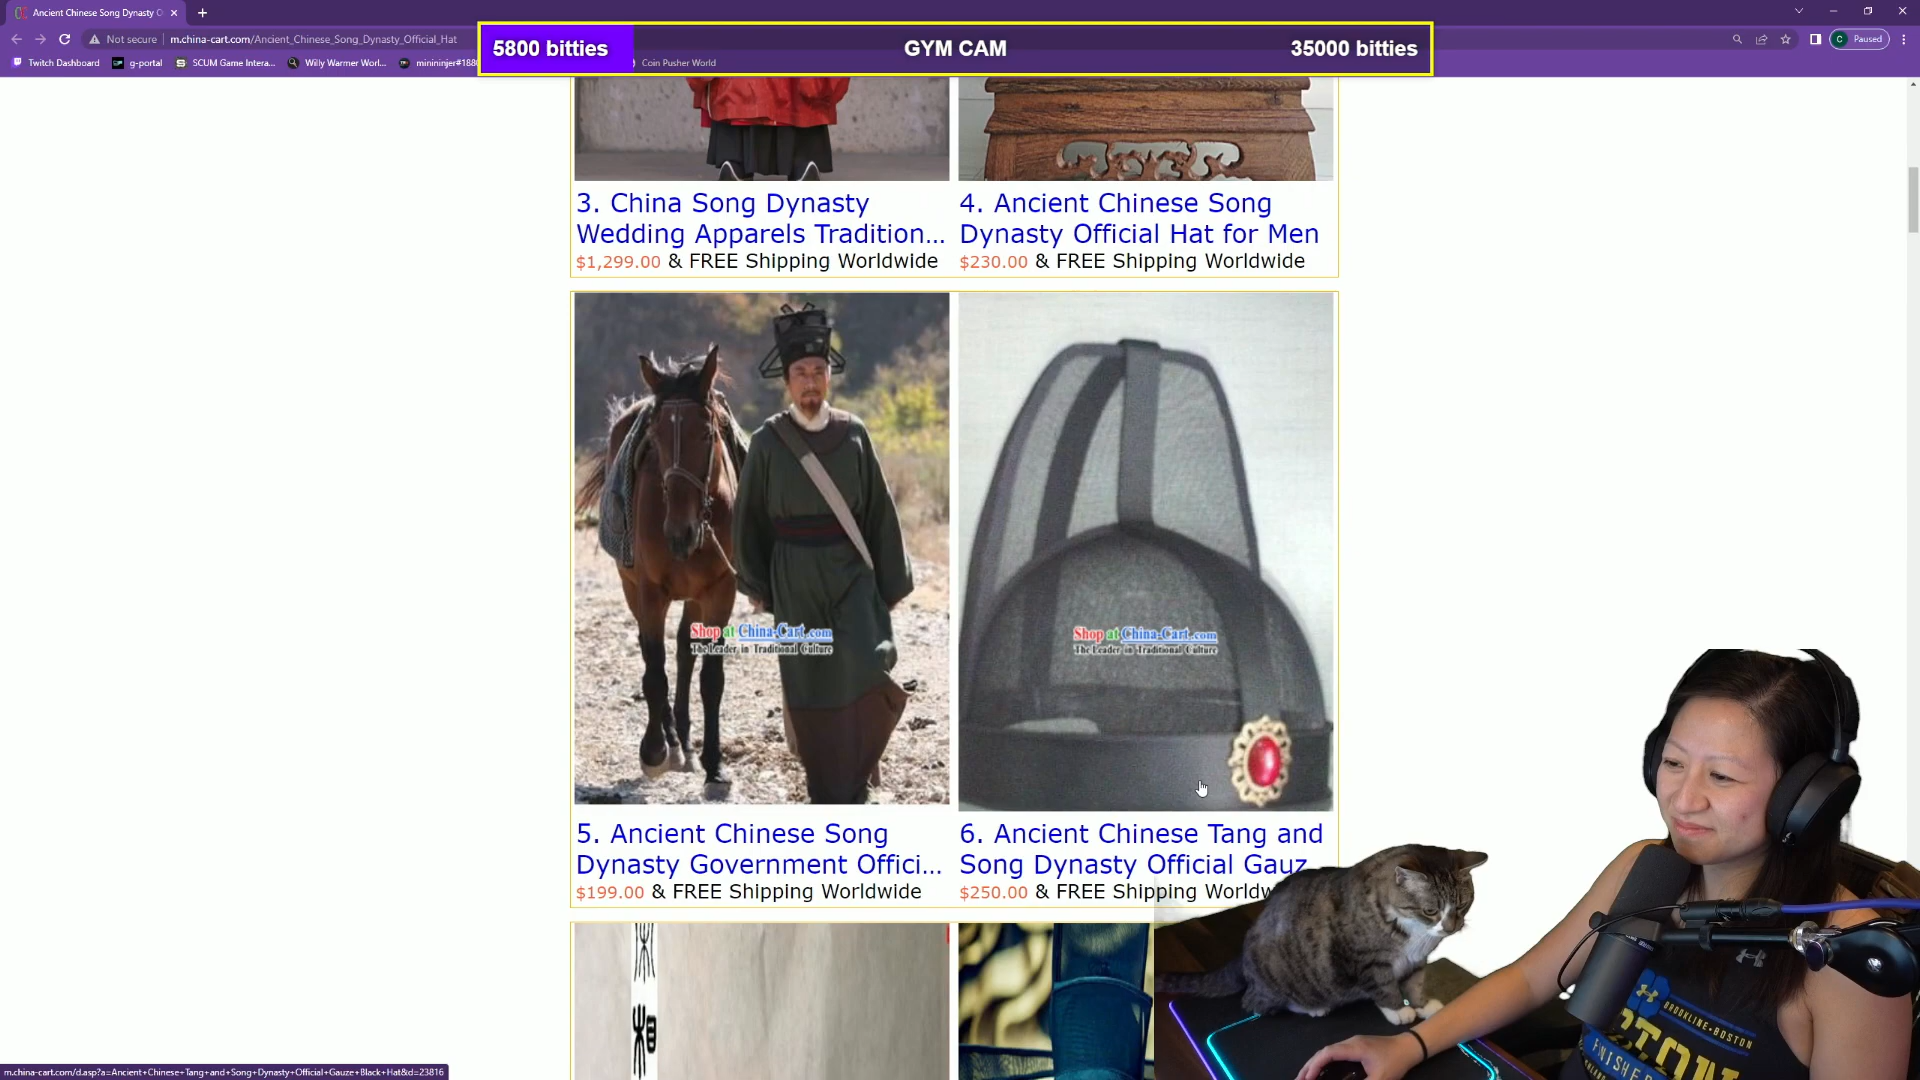 Ancient Chinese Song Dynasty O
Not secure
m.china-cart.com/Ancient_Chinese_Song_Dynasty_Official_Hat
C
Paused
Twitch Dashboard
g-portal
SCUM Game Intera...
Willy Warmer Worl...
Coin Pusher World
5800 bitties
GYM CAM
35000 bitties
3. China Song Dynasty
Wedding Apparels Tradition...
$1,299.00 & FREE Shipping Worldwide
4. Ancient Chinese Song
Dynasty Official Hat for Men
$230.00 & FREE Shipping Worldwide
Shop at China-Cart.com
The Leader in Traditional Culture
Shop at China-Cart.com
The Leader in Traditional Culture
5. Ancient Chinese Song
Dynasty Government Offici...
$199.00 & FREE Shipping Worldwide
6. Ancient Chinese Tang and
Song Dynasty Official Gauz
$250.00 & FREE Shipping Worldw
BROOKLINE•BOSTON
FINISHE
m.china-cart.com/d.asp?a=Ancient+Chinese+Tang+and+Song+Dynasty+Official+Gauze+Black+Hat&d=23816